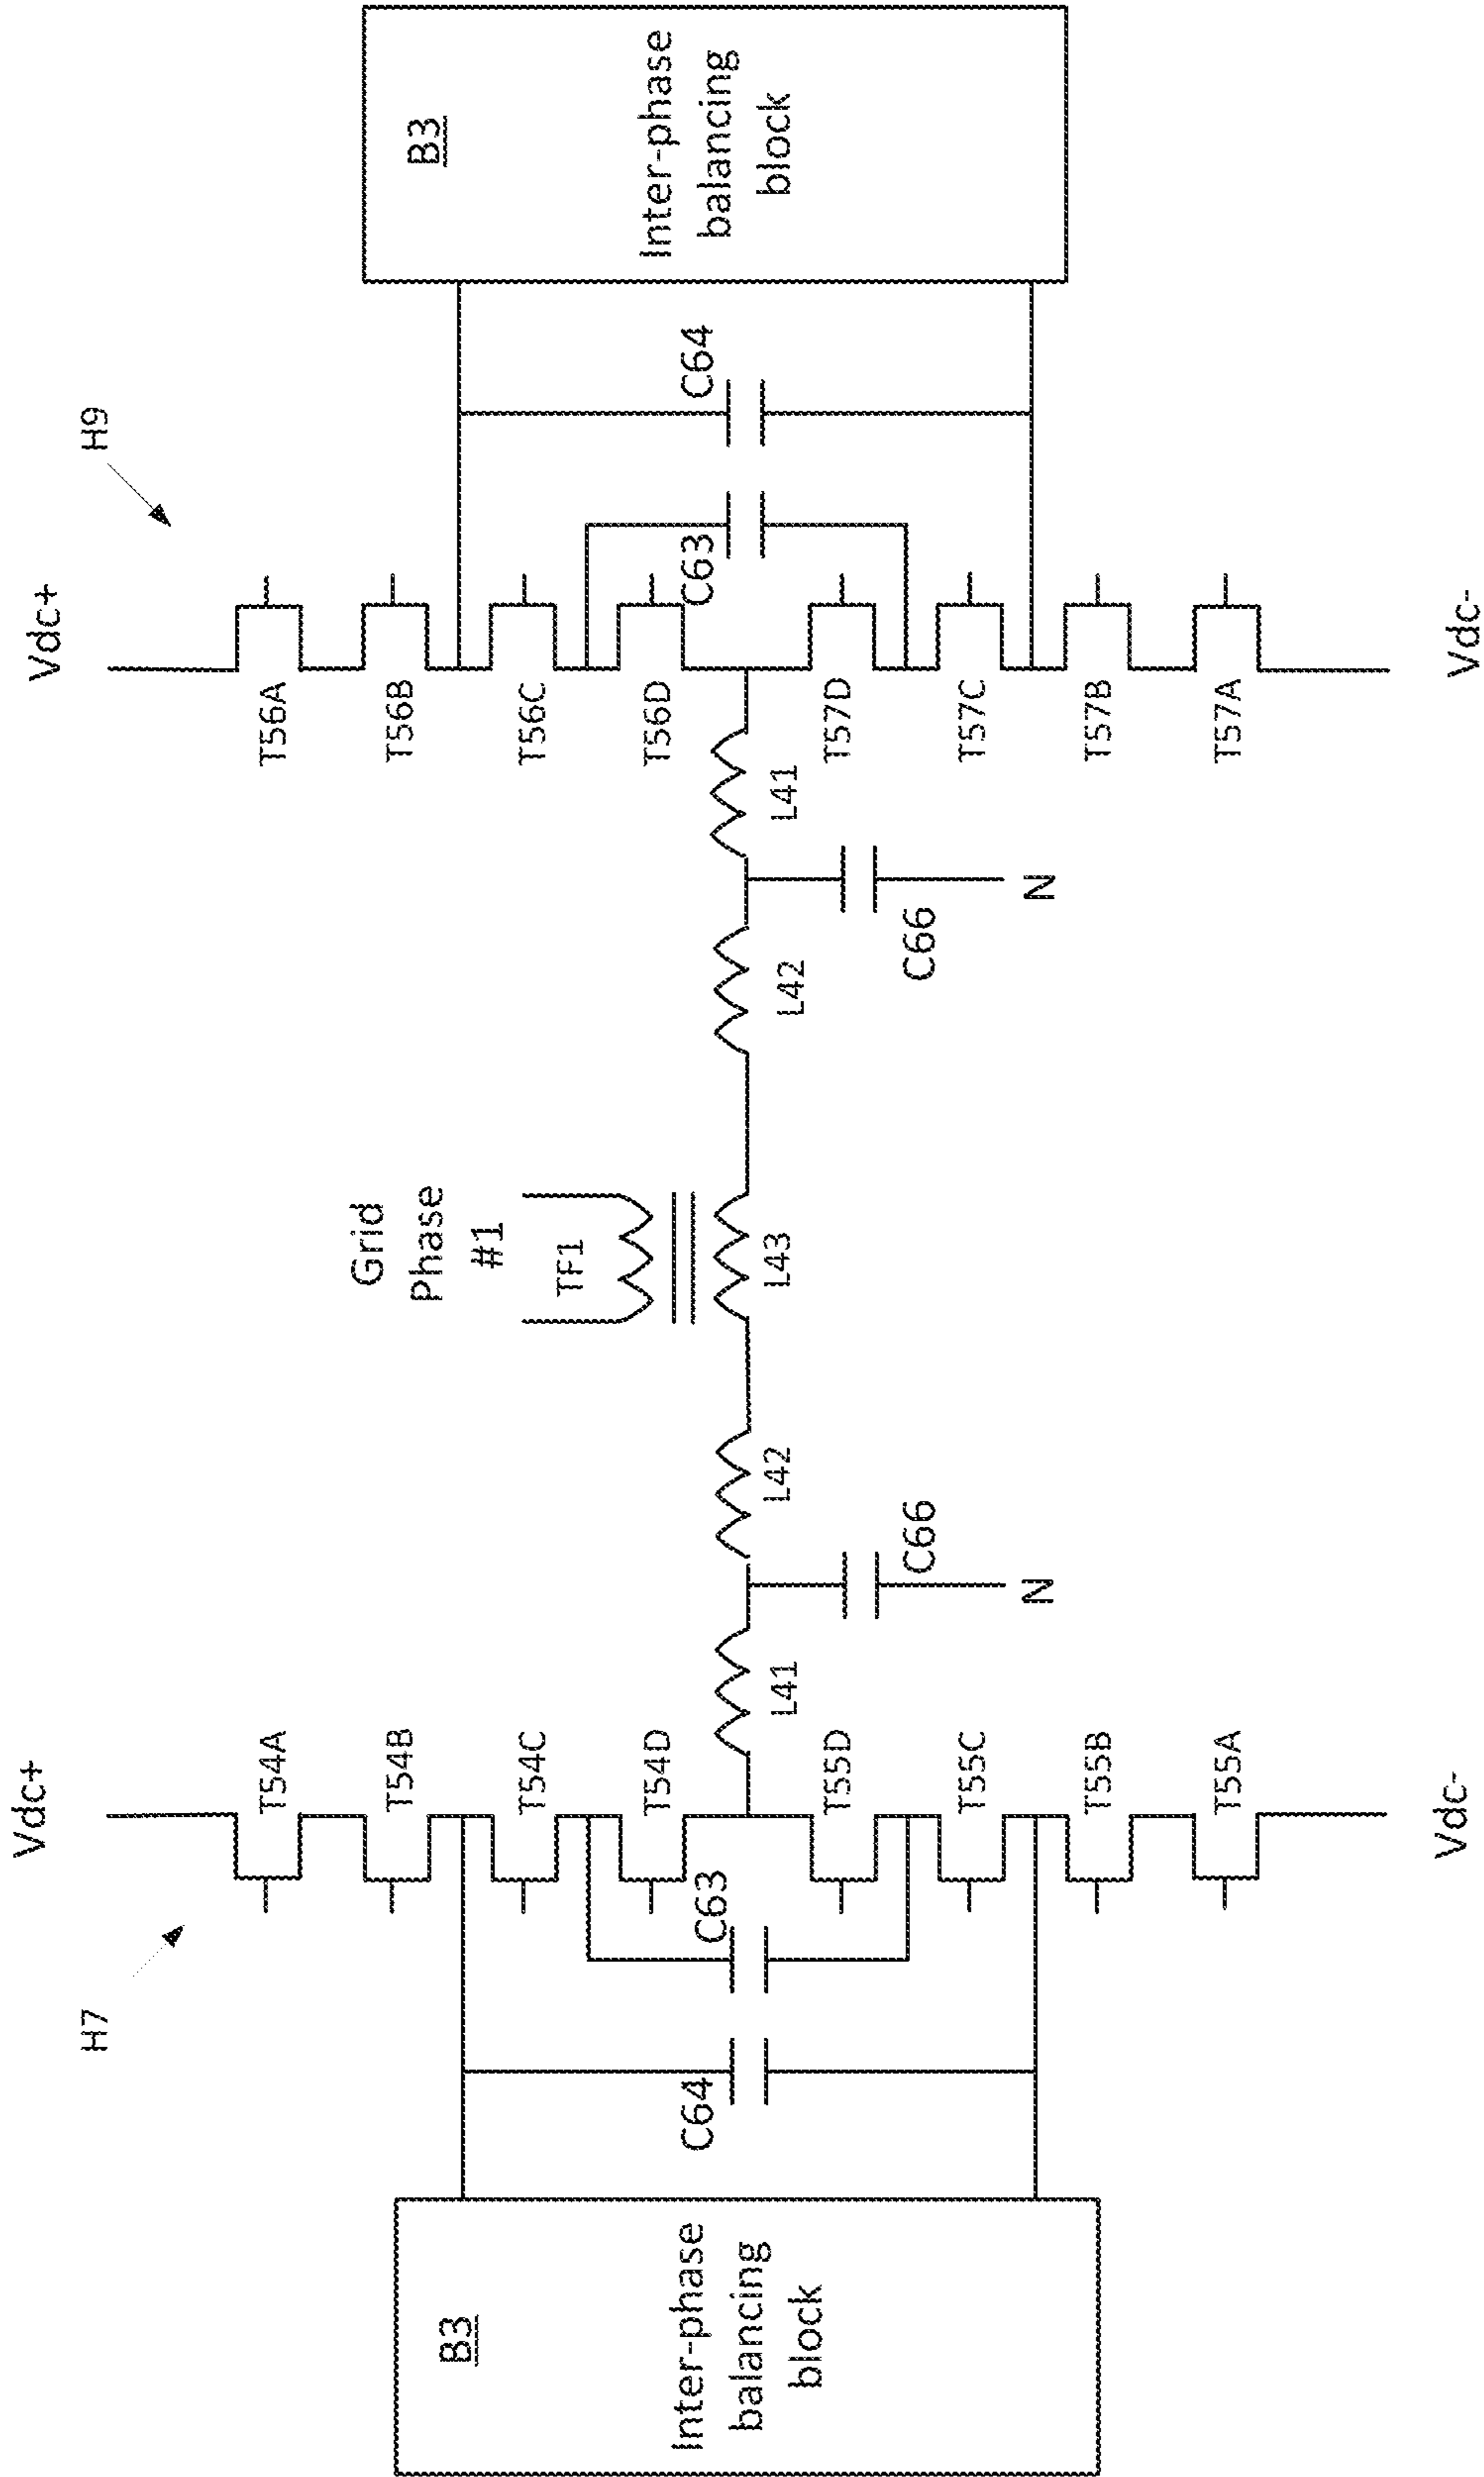 H7
Vdc+
Vdc+
H9
T54A
T54B
T54C
T54D
T55D
T55C
T55B
T55A
C63
C64
B3
Inter-phase
balancing
block
L41
C66
N
L42
Grid
Phase
#1
TF1
L43
L42
L41
C66
N
T56A
T56B
T56C
T56D
T57D
T57C
T57B
T57A
C63
C64
B3
Inter-phase
balancing
block
Vdc-
Vdc-